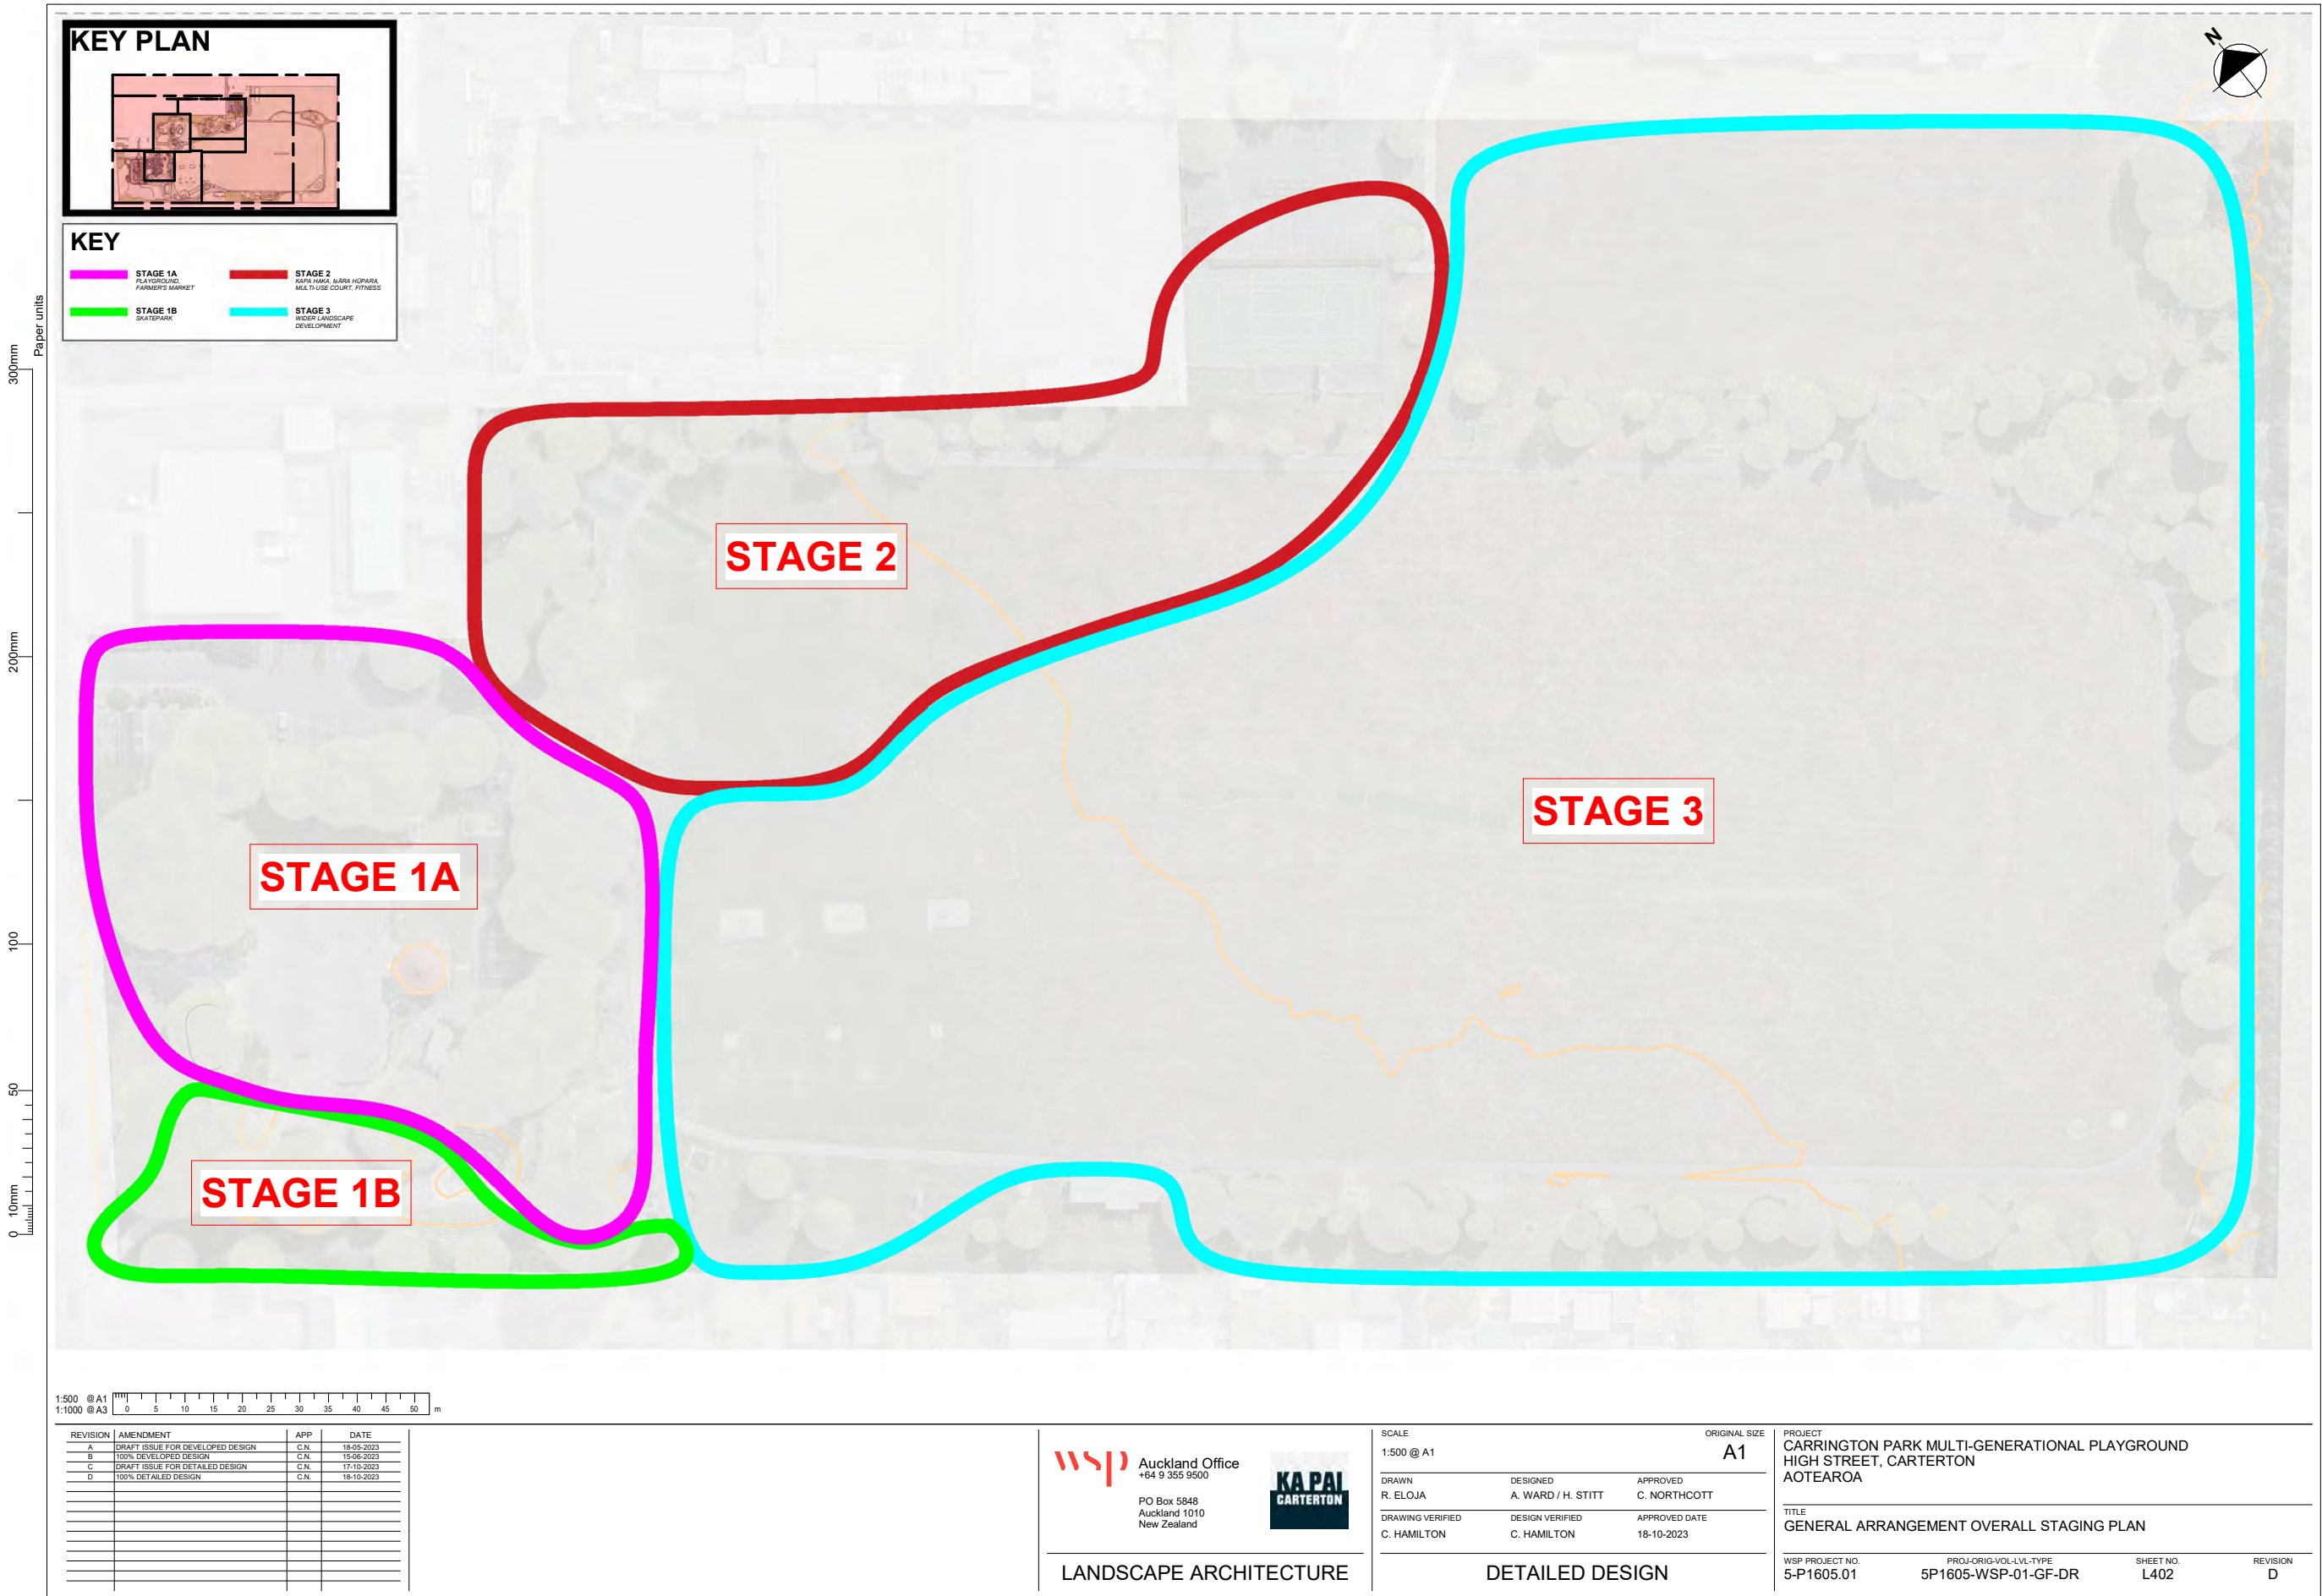 KEY PLAN
N
KEY
STAGE 1A
PLAYGROUND,
FARMER'S MARKET
STAGE 2
KAPA HAKA, MĀRA HŪPARA,
MULTI-USE COURT, FITNESS
STAGE 1B
SKATEPARK
STAGE 3
WIDER LANDSCAPE
DEVELOPMENT
Paper units
300mm
200mm
100
50
10mm
0
STAGE 2
STAGE 3
STAGE 1A
STAGE 1B
1:500 @ A1
1:1000 @ A3
0 5 10 15 20 25 30 35 40 45 50 m
REVISION AMENDMENT APP DATE
A DRAFT ISSUE FOR DEVELOPED DESIGN C.N. 18-05-2023
B 100% DEVELOPED DESIGN C.N. 15-06-2023
C DRAFT ISSUE FOR DETAILED DESIGN C.N. 17-10-2023
D 100% DETAILED DESIGN C.N. 18-10-2023
wsp
Auckland Office
+64 9 355 9500
PO Box 5848
Auckland 1010
New Zealand
KA PAI
CARTERTON
LANDSCAPE ARCHITECTURE
SCALE
1:500 @ A1
ORIGINAL SIZE
A1
DRAWN DESIGNED APPROVED
R. ELOJA A. WARD / H. STITT C. NORTHCOTT
DRAWING VERIFIED DESIGN VERIFIED APPROVED DATE
C. HAMILTON C. HAMILTON 18-10-2023
DETAILED DESIGN
PROJECT
CARRINGTON PARK MULTI-GENERATIONAL PLAYGROUND
HIGH STREET, CARTERTON
AOTEAROA
TITLE
GENERAL ARRANGEMENT OVERALL STAGING PLAN
WSP PROJECT NO. PROJ-ORIG-VOL-LVL-TYPE SHEET NO. REVISION
5-P1605.01 5P1605-WSP-01-GF-DR L402 D